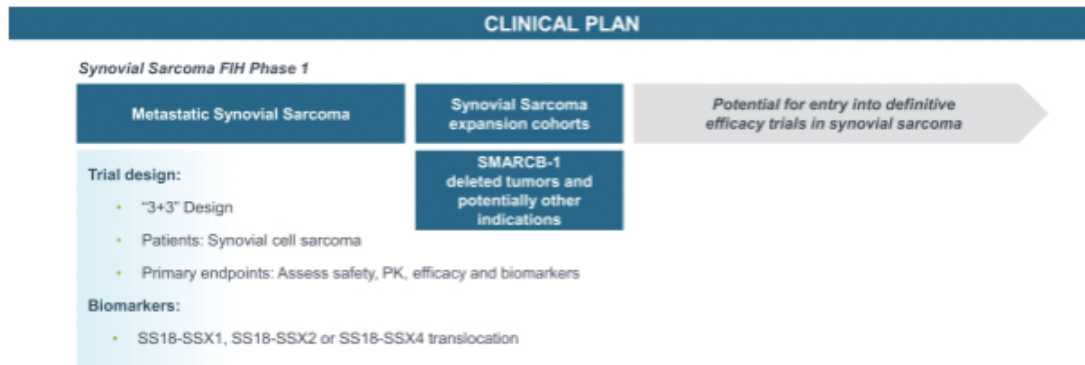 CLINICAL PLAN
Synovial Sarcoma FIH Phase 1
Metastatic Synovial Sarcoma
Synovial Sarcoma
expansion cohorts
Potential for entry into definitive
efficacy trials in synovial sarcoma
SMARCB-1
deleted tumors and
potentially other
indications
Trial design:
• "3+3" Design
• Patients: Synovial cell sarcoma
• Primary endpoints: Assess safety, PK, efficacy and biomarkers
Biomarkers:
• SS18-SSX1, SS18-SSX2 or SS18-SSX4 translocation